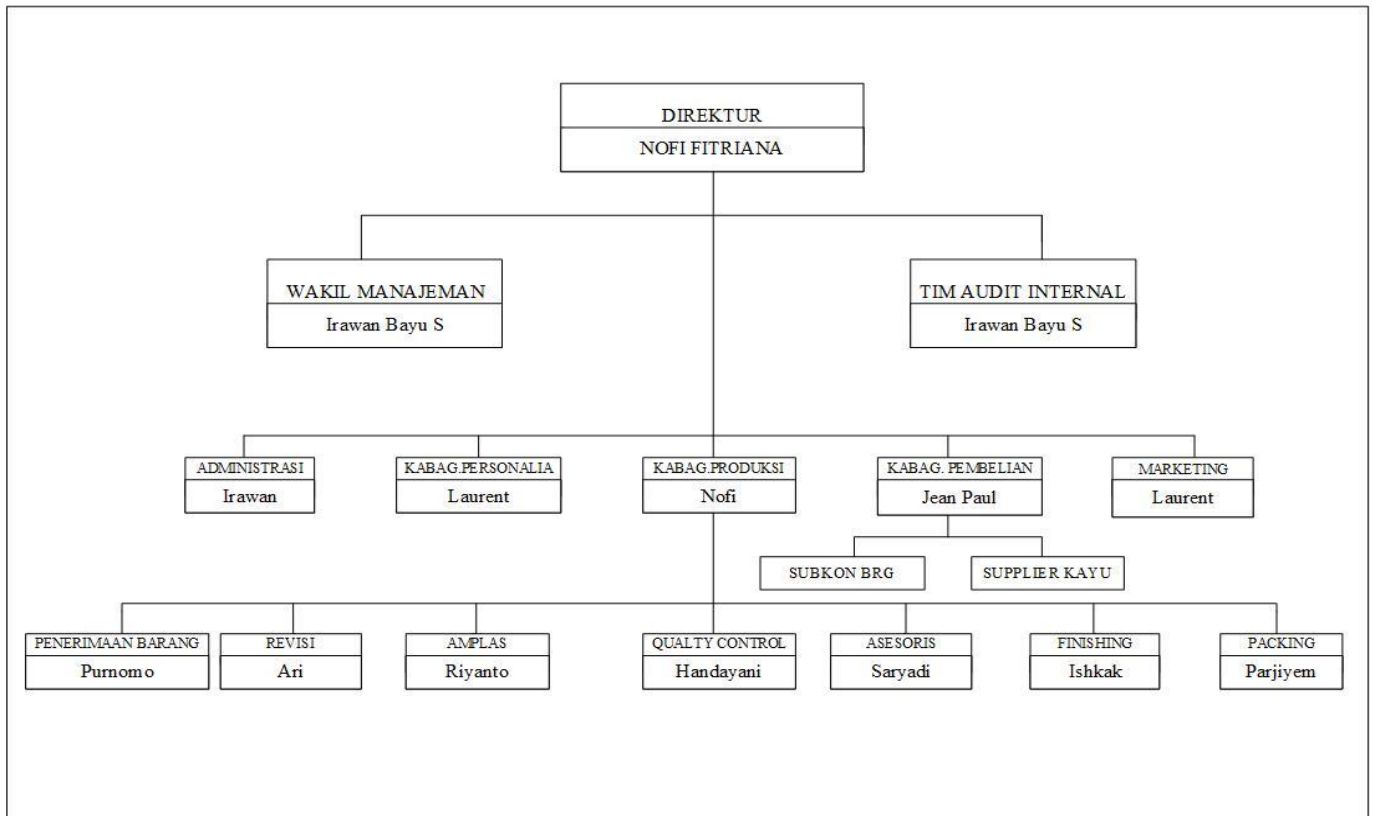 DIREKTUR
NOFI FITRIANA
WAKIL MANAJEMAN
Irawan Bayu S
TIM AUDIT INTERNAL
Irawan Bayu S
ADMINISTRASI
Irawan
KABAG.PERSONALIA
Laurent
KABAG.PRODUKSI
Nofi
KABAG. PEMBELIAN
Jean Paul
MARKETING
Laurent
SUBKON BRG
SUPPLIER KAYU
PENERIMAAN BARANG
Purnomo
REVISI
Ari
AMPLAS
Riyanto
QUALTY CONTROL
Handayani
ASESORIS
Saryadi
FINISHING
Ishkak
PACKING
Parjiyem